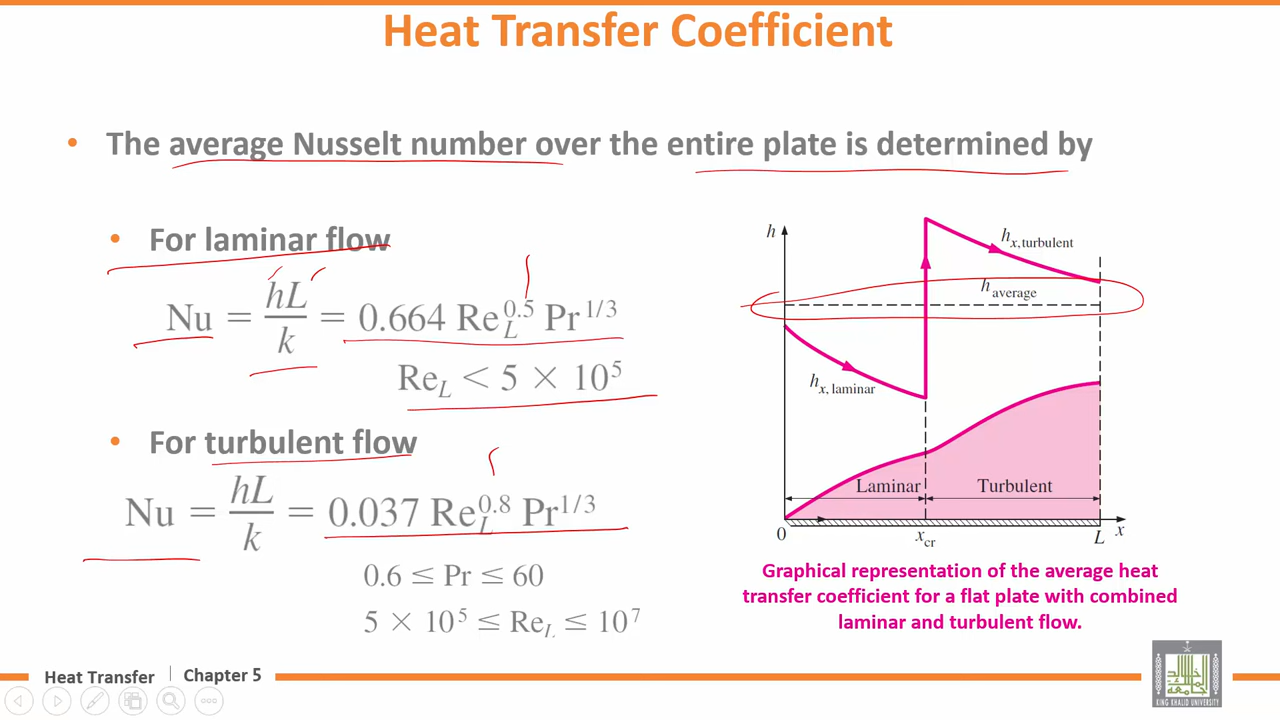 Heat Transfer Coefficient
• The average Nusselt number over the entire plate is determined by
• For laminar flow
Nu = hL/k = 0.664 Re_L^0.5 Pr^1/3
Re_L < 5 × 10^5
• For turbulent flow
Nu = hL/k = 0.037 Re_L^0.8 Pr^1/3
0.6 ≤ Pr ≤ 60
5 × 10^5 ≤ Re_L ≤ 10^7
h
h_x, turbulent
h_average
h_x, laminar
Laminar
Turbulent
0
x_cr
L
x
Graphical representation of the average heat
transfer coefficient for a flat plate with combined
laminar and turbulent flow.
Heat Transfer
Chapter 5
KING KHALID UNIVERSITY